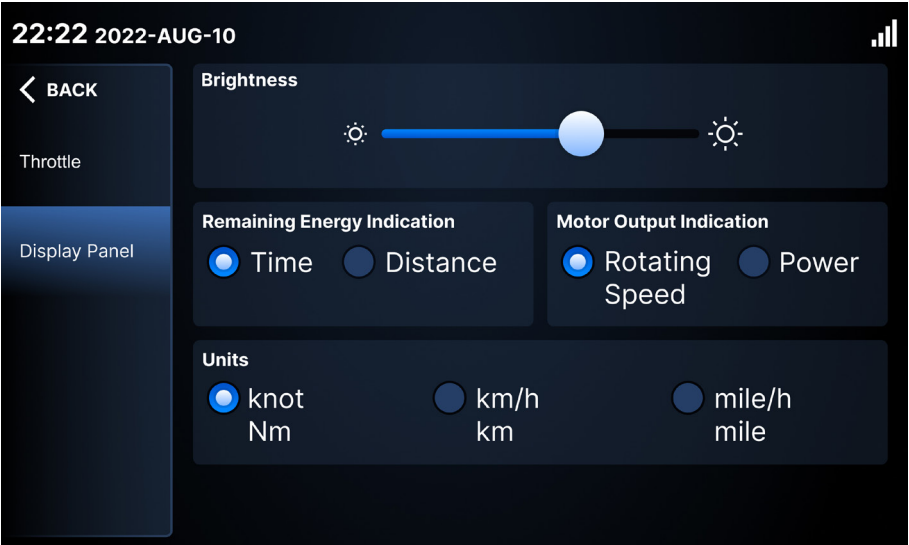 22:22 2022-AUG-10
BACK
Throttle
Display Panel
Brightness
Remaining Energy Indication
Time Distance
Motor Output Indication
Rotating Power
Speed
Units
knot km/h mile/h
Nm km mile